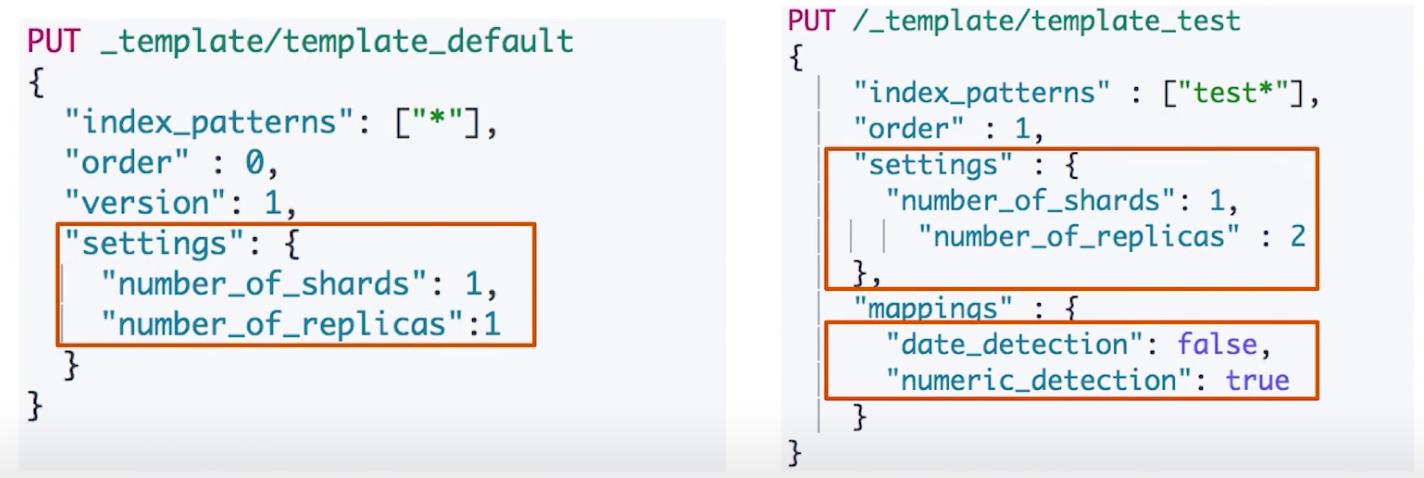 PUT _template/template_default
{
  "index_patterns": ["*"],
  "order" : 0,
  "version": 1,
  "settings": {
    "number_of_shards": 1,
    "number_of_replicas":1
  }
}
PUT /_template/template_test
{
    "index_patterns" : ["test*"],
    "order" : 1,
    "settings" : {
      "number_of_shards": 1,
        "number_of_replicas" : 2
    },
    "mappings" : {
      "date_detection": false,
      "numeric_detection": true
    }
}